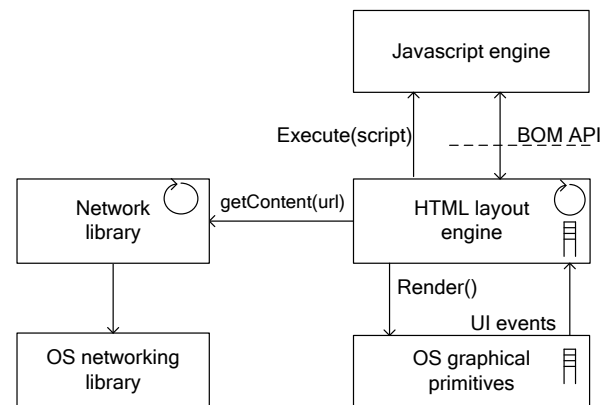 Javascript engine
Execute(script)
BOM API
Network
library
getContent(url)
HTML layout
engine
Render()
UI events
OS networking
library
OS graphical
primitives